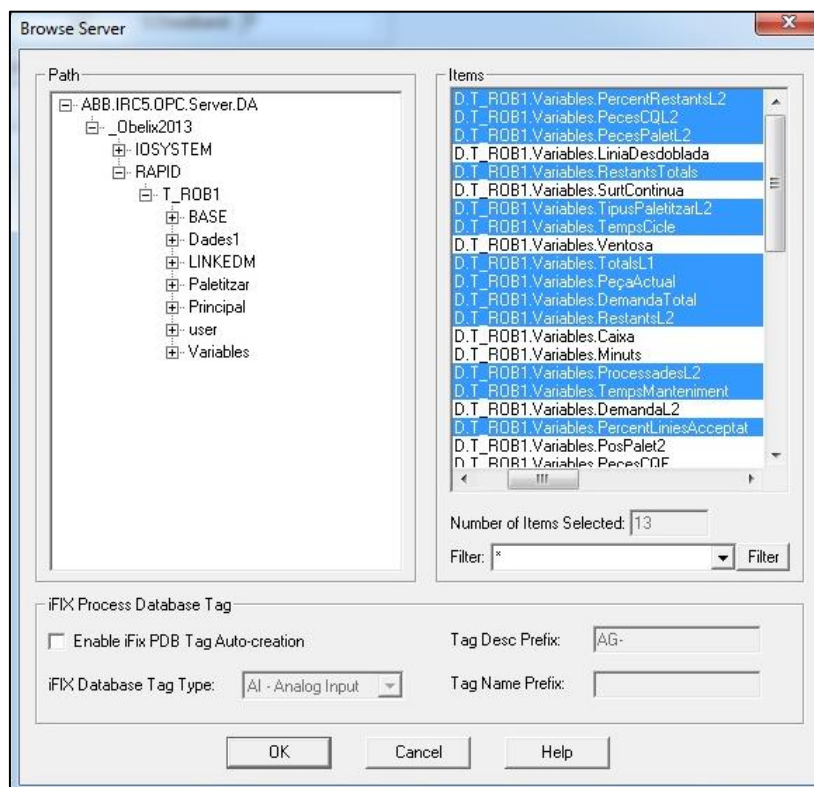 Browse Server
Path
ABB.IRC5.OPC.Server.DA
_Obelix2013
IOSYSTEM
RAPID
T_ROB1
BASE
Dades1
LINKEDM
Paletitzar
Principal
user
Variables
Items
D.T_ROB1.Variables.PercentRestantsL2
D.T_ROB1.Variables.PecesCQL2
D.T_ROB1.Variables.PecesPaletL2
D.T_ROB1.Variables.LiniaDesdoblada
D.T_ROB1.Variables.RestantsTotals
D.T_ROB1.Variables.SurtContinua
D.T_ROB1.Variables.TipusPaletitzarL2
D.T_ROB1.Variables.TempsCicle
D.T_ROB1.Variables.Ventosa
D.T_ROB1.Variables.TotalsL1
D.T_ROB1.Variables.PeçaActual
D.T_ROB1.Variables.DemandaTotal
D.T_ROB1.Variables.RestantsL2
D.T_ROB1.Variables.Caixa
D.T_ROB1.Variables.Minuts
D.T_ROB1.Variables.ProcessadesL2
D.T_ROB1.Variables.TempsManteniment
D.T_ROB1.Variables.DemandaL2
D.T_ROB1.Variables.PercentLiniesAcceptat
D.T_ROB1.Variables.PosPalet2
Number of Items Selected: 13
Filter: * Filter
iFIX Process Database Tag
Enable iFix PDB Tag Auto-creation
Tag Desc Prefix: AG-
iFIX Database Tag Type: AI - Analog Input
Tag Name Prefix:
OK Cancel Help